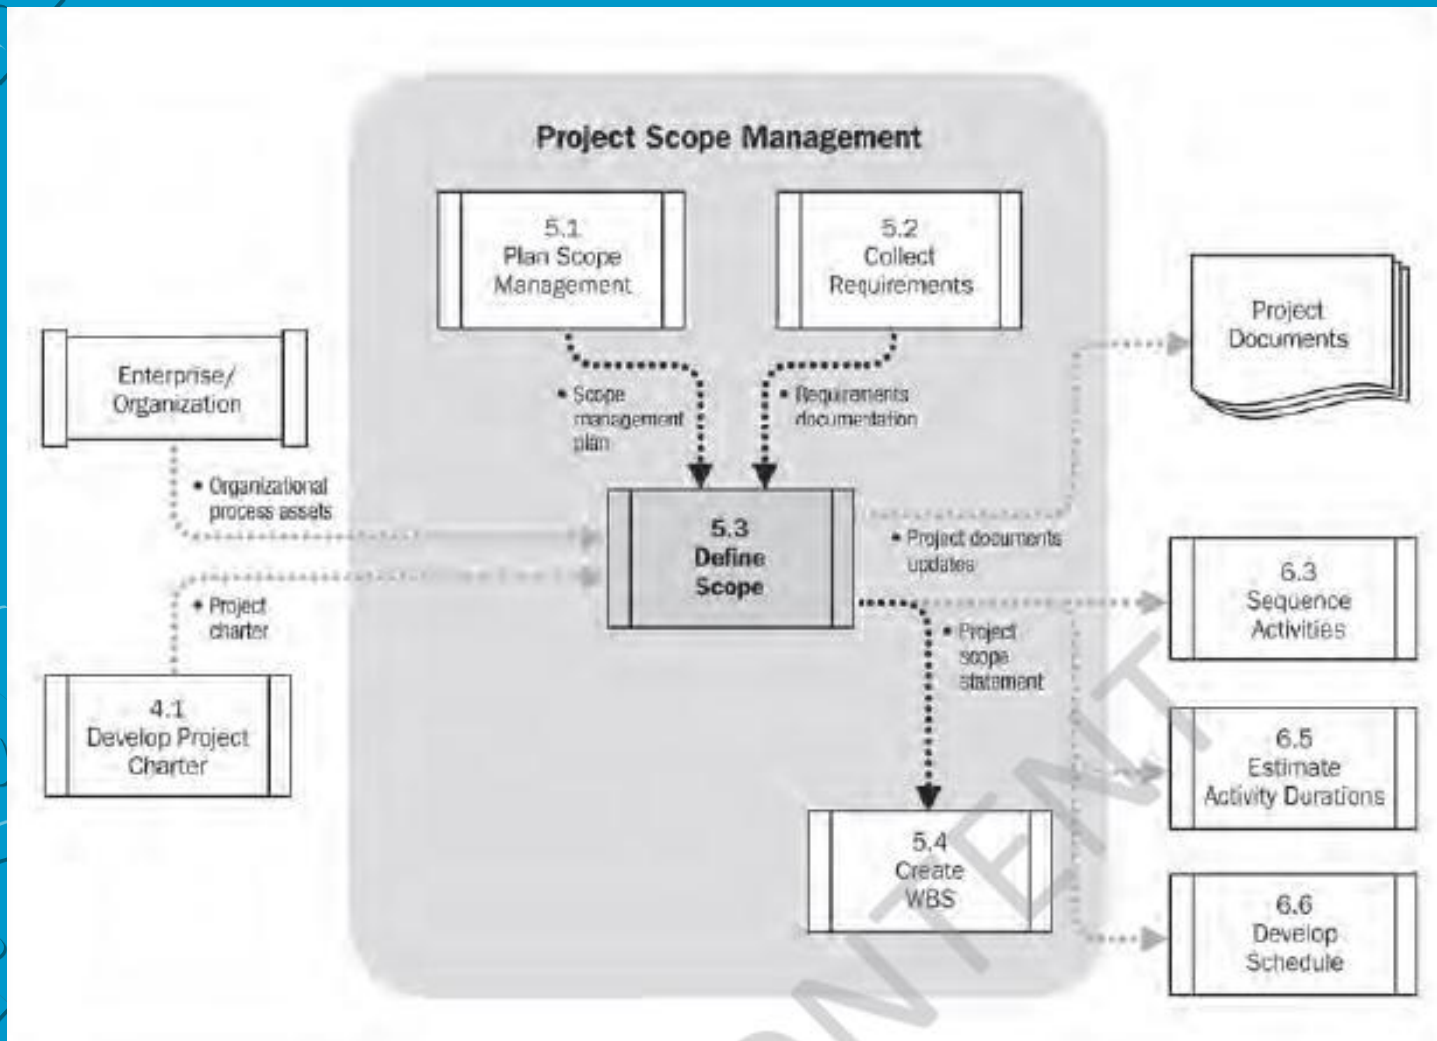 Project Scope Management
5.1
Plan Scope
Management
5.2
Collect
Requirements
Project
Documents
Enterprise/
Organization
• Scope
management
plan
• Requirements
documentation
• Organizational
process assets
5.3
Define
Scope
• Project documents
updates
• Project
charter
• Project
scope
statement
6.3
Sequence
Activities
4.1
Develop Project
Charter
6.5
Estimate
Activity Durations
5.4
Create
WBS
6.6
Develop
Schedule
ONTENT